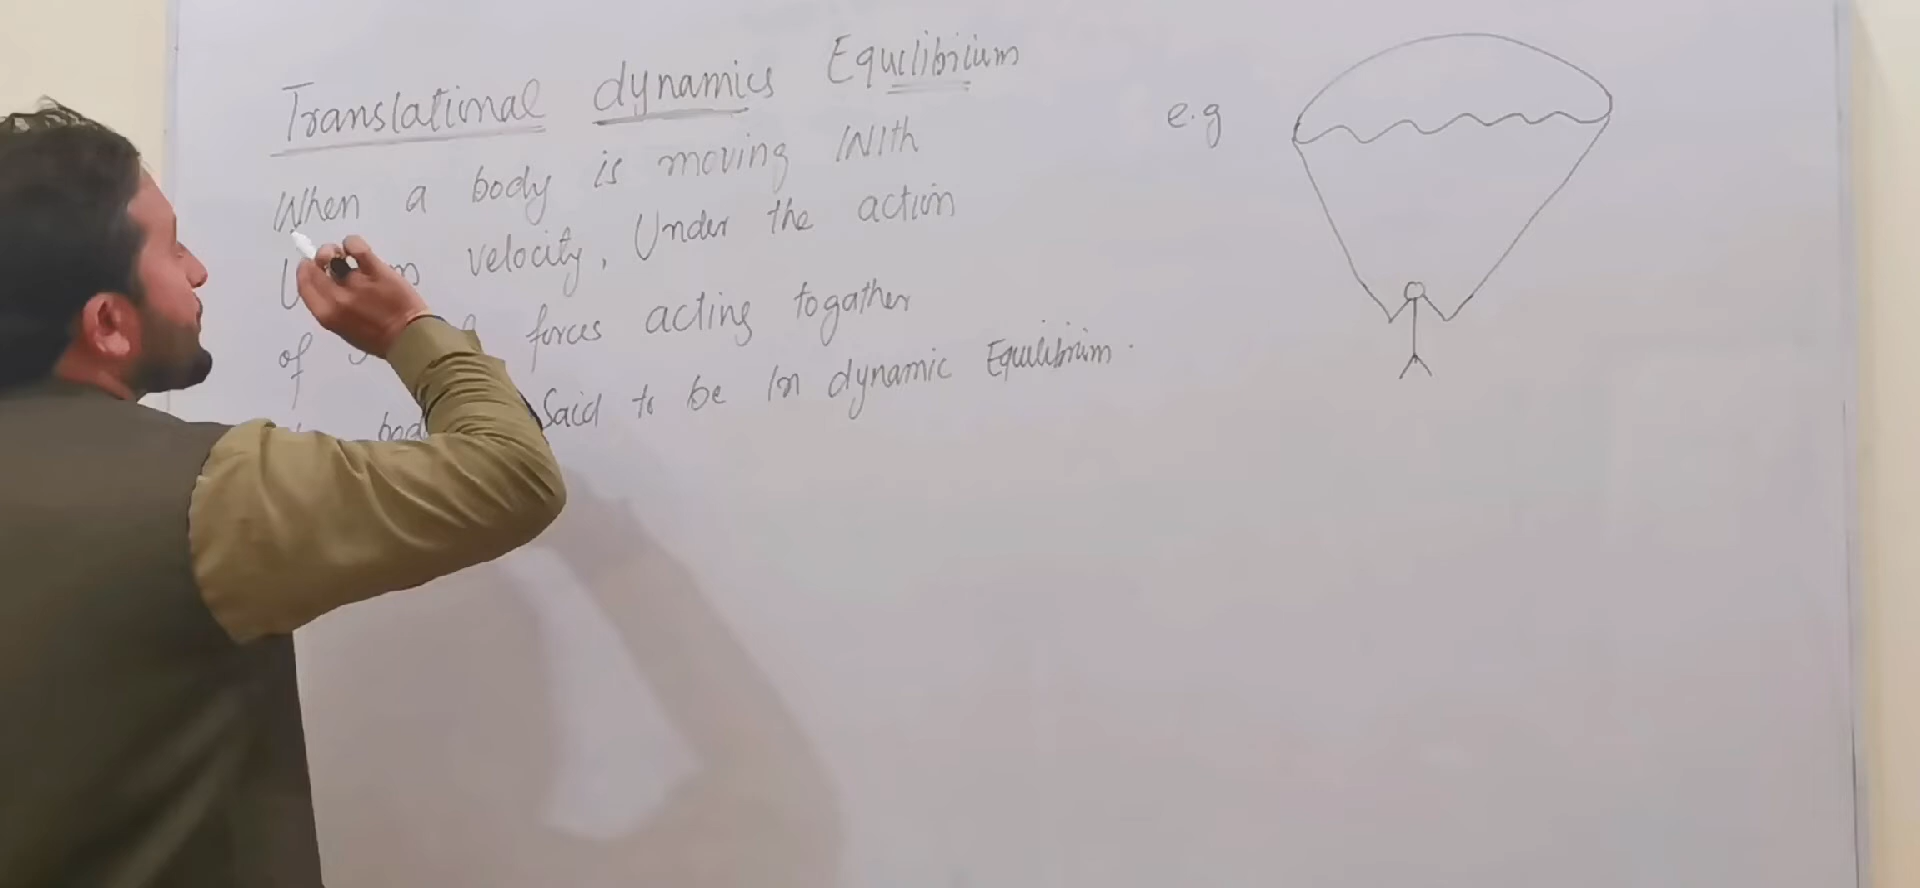 Translational dynamics Equilibrium
When a body is moving With
velocity, Under the action
of forces acting togather
Said to be In dynamic Equilibrium.
e.g